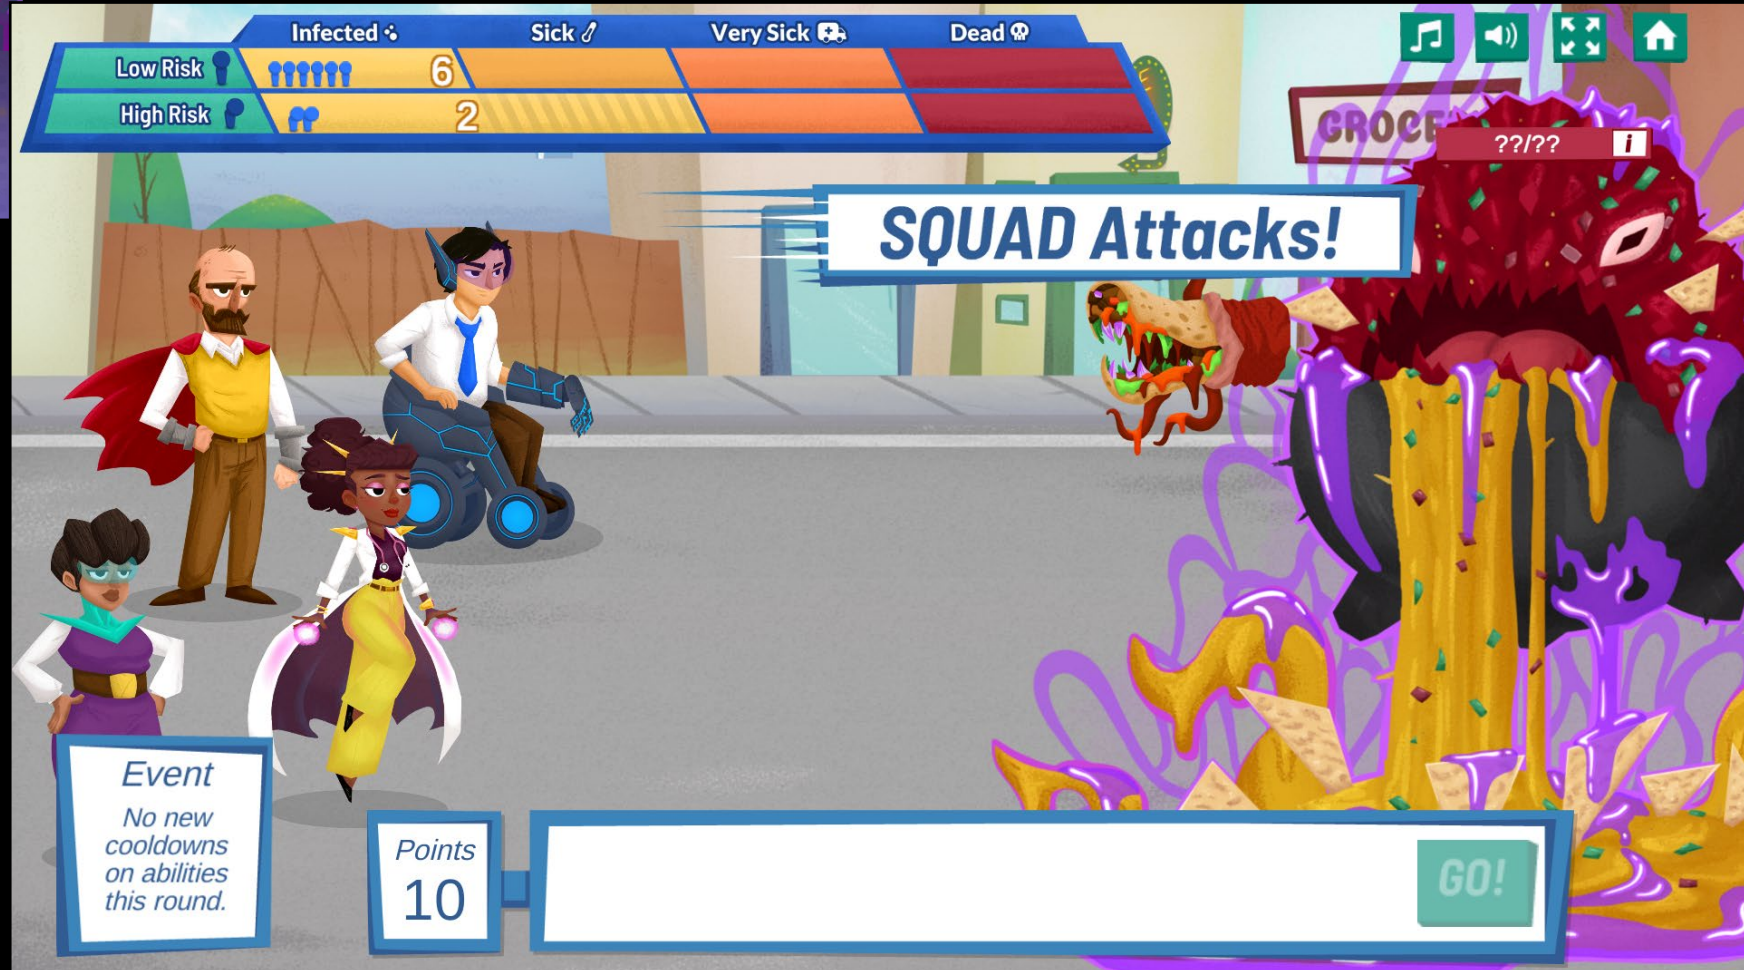 Infected Sick Very Sick Dead
Low Risk 6
High Risk 2
GROCE
??/?? i
SQUAD Attacks!
Event
No new
cooldowns
on abilities
this round.
Points
10
GO!